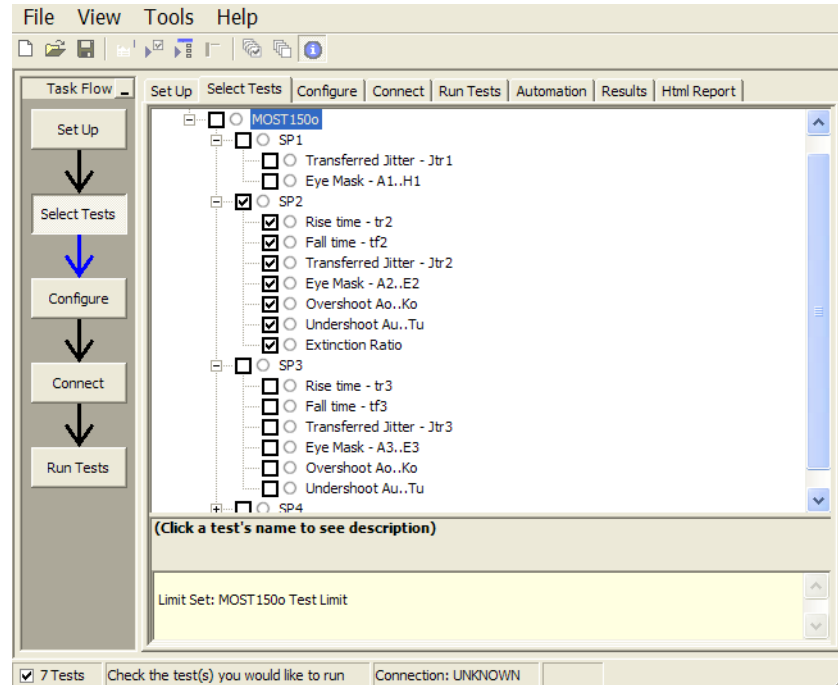 File View Tools Help
Task Flow
Set Up Select Tests Configure Connect Run Tests Automation Results Html Report
Set Up
Select Tests
Configure
Connect
Run Tests
MOST150o
SP1
Transferred Jitter - Jtr1
Eye Mask - A1..H1
SP2
Rise time - tr2
Fall time - tf2
Transferred Jitter - Jtr2
Eye Mask - A2..E2
Overshoot Ao..Ko
Undershoot Au..Tu
Extinction Ratio
SP3
Rise time - tr3
Fall time - tf3
Transferred Jitter - Jtr3
Eye Mask - A3..E3
Overshoot Ao..Ko
Undershoot Au..Tu
SP4
(Click a test's name to see description)
Limit Set: MOST150o Test Limit
7 Tests Check the test(s) you would like to run Connection: UNKNOWN